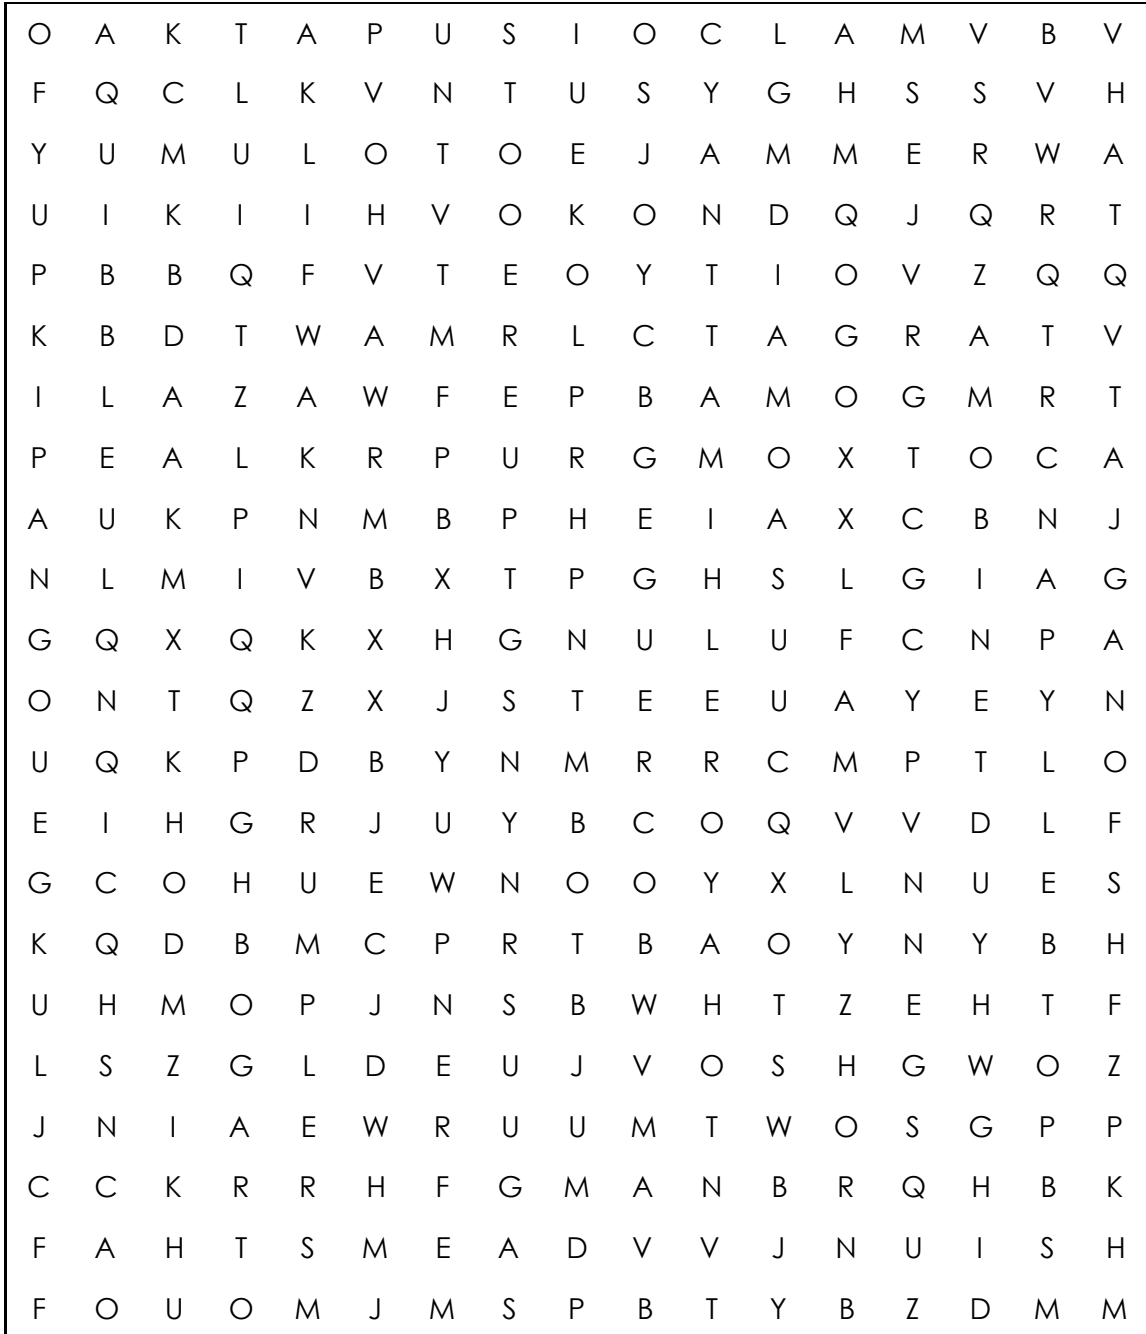 O A K T A P U S I O C L A M V B V
F Q C L K V N T U S Y G H S S V H
Y U M U L O T O E J A M M E R W A
U I K I I H V O K O N D Q J Q R T
P B B Q F V T E O Y T I O V Z Q Q
K B D T W A M R L C T A G R A T V
I L A Z A W F E P B A M O G M R T
P E A L K R P U R G M O X T O C A
A U K P N M B P H E I A X C B N J
N L M I V B X T P G H S L G I A G
G Q X Q K X H G N U L U F C N P A
O N T Q Z X J S T E E U A Y E Y N
U Q K P D B Y N M R R C M P T L O
E I H G R J U Y B C O Q V V D L F
G C O H U E W N O O Y X L N U E S
K Q D B M C P R T B A O Y N Y B H
U H M O P J N S B W H T Z E H T F
L S Z G L D E U J V O S H G W O Z
J N I A E W R U U M T W O S G P P
C C K R R H F G M A N B R Q H B K
F A H T S M E A D V V J N U I S H
F O U O M J M S P B T Y B Z D M M